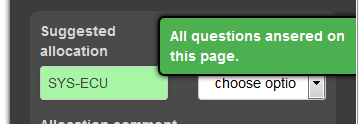 Suggested
allocation
All questions ansered on
this page.
SYS-ECU
choose optio
Allocation comment